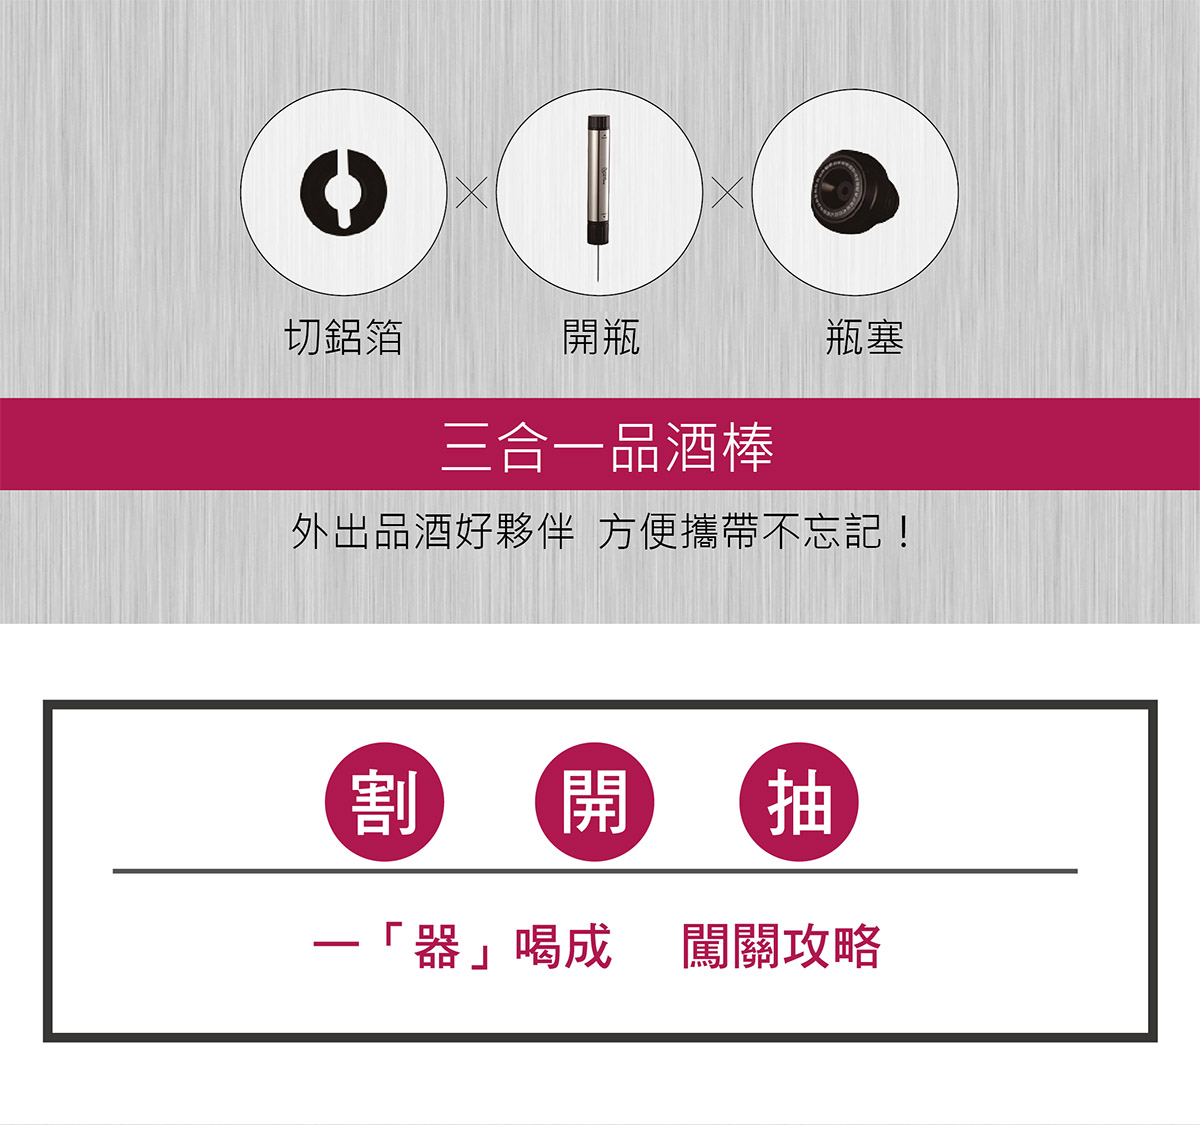 切鋁箔 開瓶 瓶塞
三合一品酒棒
外出品酒好夥伴 方便攜帶不忘記！
割 開 抽
一「器」喝成 闖關攻略